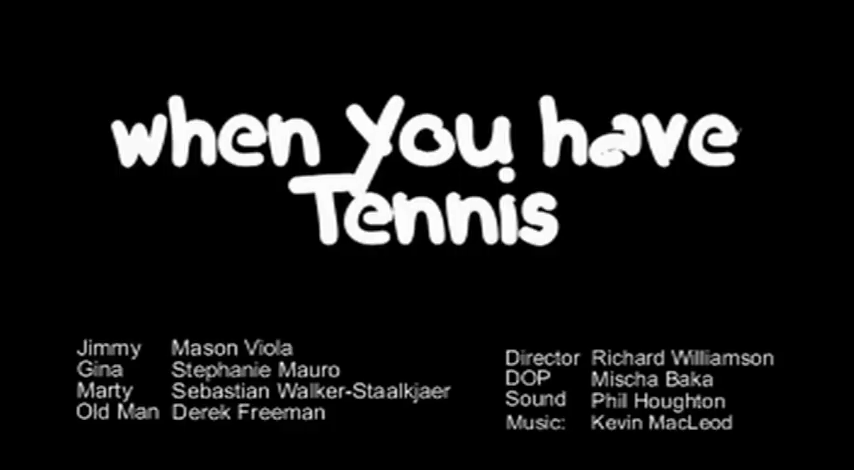 when you have
Tennis
Jimmy Mason Viola
Gina Stephanie Mauro
Marty Sebastian Walker-Staalkjaer
Old Man Derek Freeman
Director Richard Williamson
DOP Mischa Baka
Sound Phil Houghton
Music: Kevin MacLeod